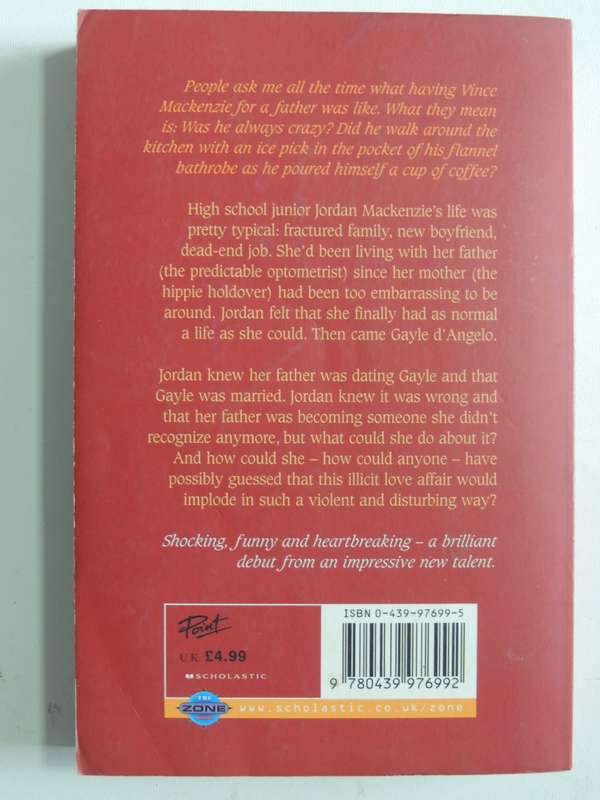 People ask me all the time what having Vince
Mackenzie for a father was like. What they mean
is: Was he always crazy? Did he walk around the
kitchen with an ice pick in the pocket of his flannel
bathrobe as he poured himself a cup of coffee?
High school junior Jordan Mackenzie's life was
pretty typical: fractured family, new boyfriend,
dead-end job. She'd been living with her father
(the predictable optometrist) since her mother (the
hippie holdover) had been too embarrassing to be
around. Jordan felt that she finally had as normal
a life as she could. Then came Gayle d'Angelo.
Jordan knew her father was dating Gayle and that
Gayle was married. Jordan knew it was wrong and
that her father was becoming someone she didn't
recognize anymore, but what could she do about it?
And how could she – how could anyone – have
possibly guessed that this illicit love affair would
implode in such a violent and disturbing way?
Shocking, funny and heartbreaking – a brilliant
debut from an impressive new talent.
Point
UK £4.99
SCHOLASTIC
ISBN 0-439-97699-5
9 780439 976992
THE
ZONE
www.scholastic.co.uk/zone